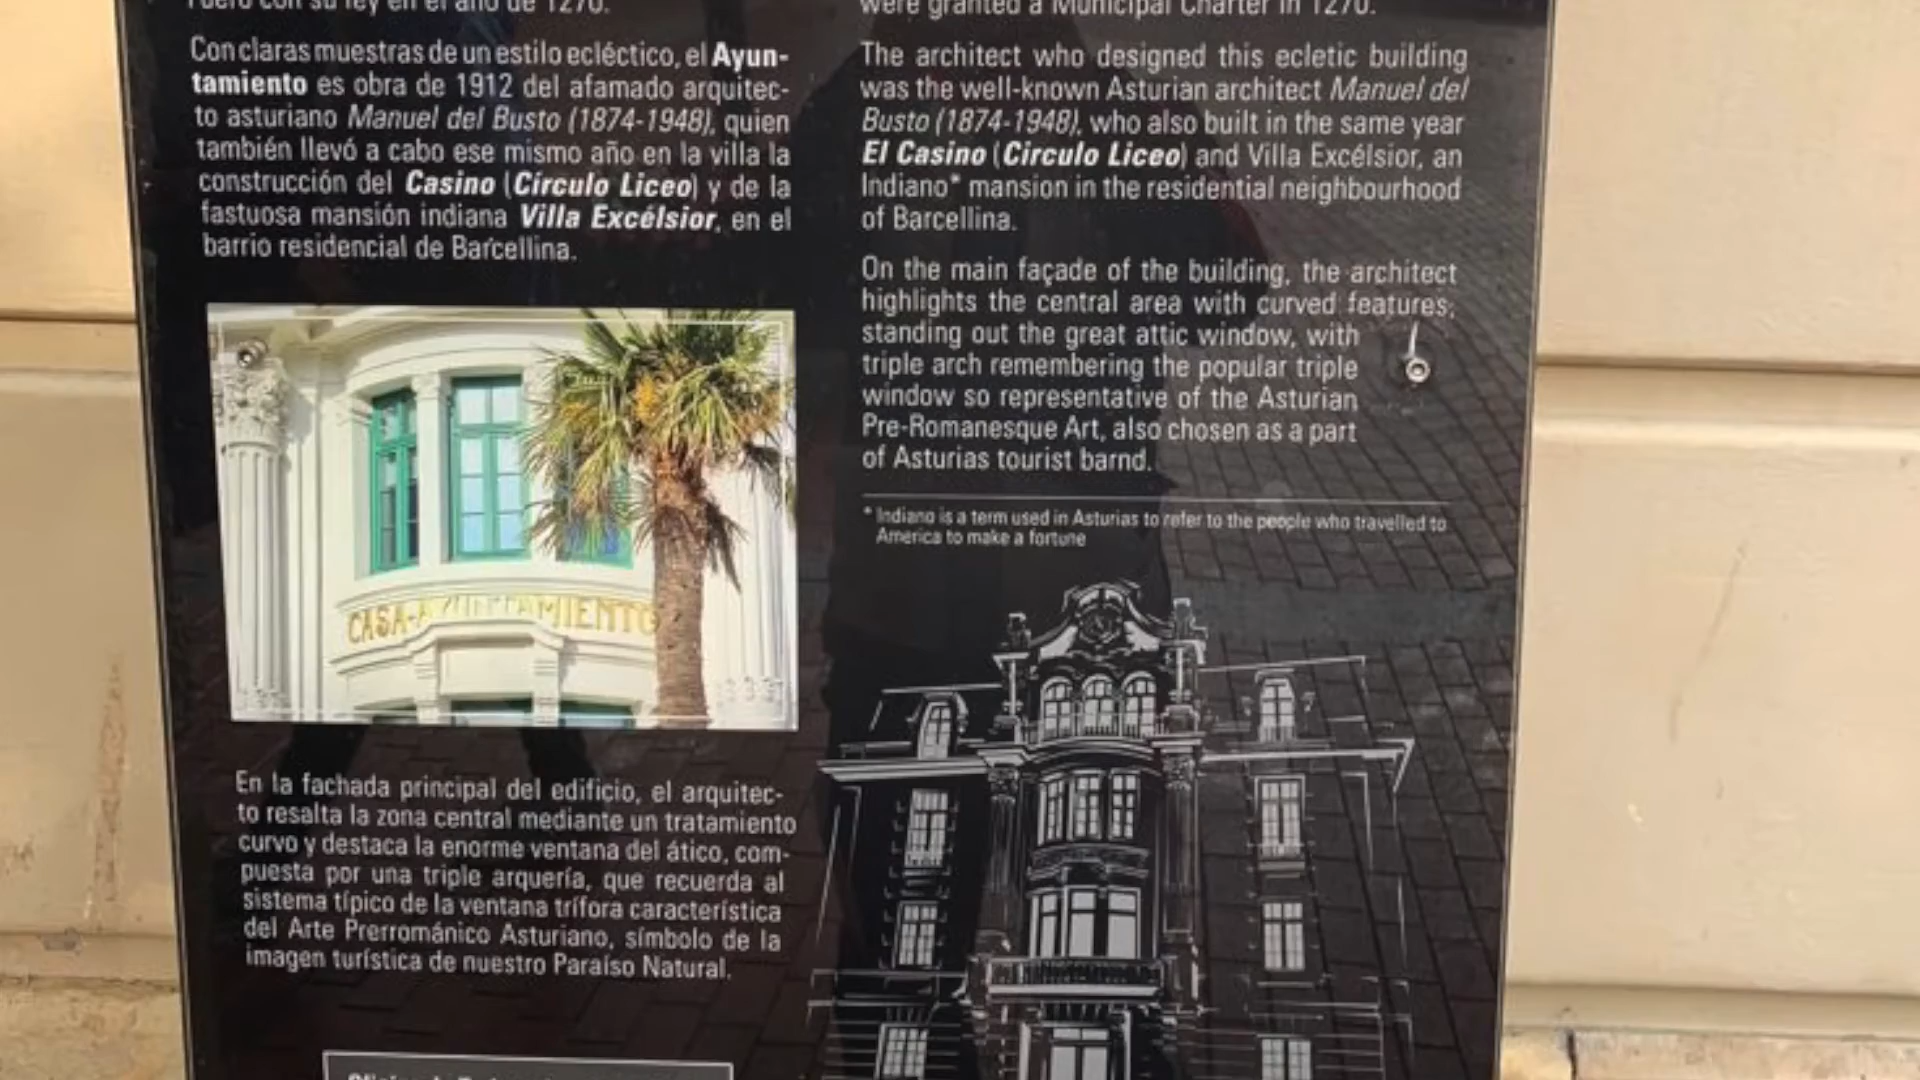 Fuero con su ley en el año de 1270.
Con claras muestras de un estilo ecléctico, el Ayun-
tamiento es obra de 1912 del afamado arquitec-
to asturiano Manuel del Busto (1874-1948), quien
también llevó a cabo ese mismo año en la villa la
construcción del Casino (Círculo Liceo) y de la
fastuosa mansión indiana Villa Excélsior, en el
barrio residencial de Barcellina.
CASA-AYUNTAMIENTO
En la fachada principal del edificio, el arquitec-
to resalta la zona central mediante un tratamiento
curvo y destaca la enorme ventana del ático, com-
puesta por una triple arquería, que recuerda al
sistema típico de la ventana trífora característica
del Arte Prerrománico Asturiano, símbolo de la
imagen turística de nuestro Paraíso Natural.
were granted a Municipal Charter in 1270.
The architect who designed this ecletic building
was the well-known Asturian architect Manuel del
Busto (1874-1948), who also built in the same year
El Casino (Círculo Liceo) and Villa Excélsior, an
Indiano* mansion in the residential neighbourhood
of Barcellina.
On the main façade of the building, the architect
highlights the central area with curved features;
standing out the great attic window, with
triple arch remembering the popular triple
window so representative of the Asturian
Pre-Romanesque Art, also chosen as a part
of Asturias tourist barnd.
* Indiano is a term used in Asturias to refer to the people who travelled to
America to make a fortune